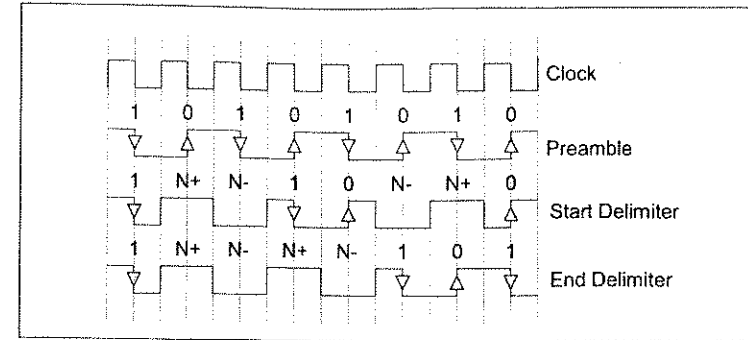 Clock
1 0 1 0 1 0 1 0
Preamble
1 N+ N- 1 0 N- N+ 0
Start Delimiter
1 N+ N- N+ N- 1 0 1
End Delimiter